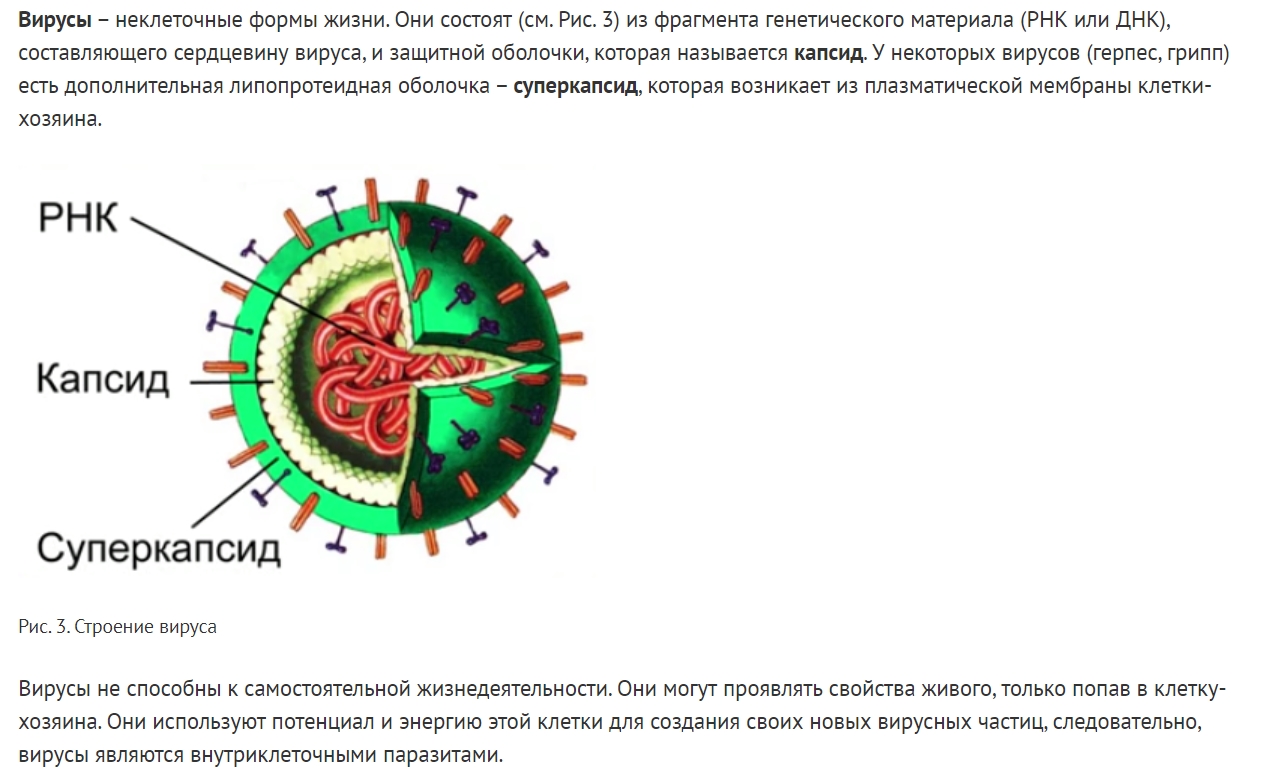 Вирусы – неклеточные формы жизни. Они состоят (см. Рис. 3) из фрагмента генетического материала (РНК или ДНК),
составляющего сердцевину вируса, и защитной оболочки, которая называется капсид. У некоторых вирусов (герпес, грипп)
есть дополнительная липопротеидная оболочка – суперкапсид, которая возникает из плазматической мембраны клетки-
хозяина.
РНК
Капсид
Суперкапсид
Рис. 3. Строение вируса
Вирусы не способны к самостоятельной жизнедеятельности. Они могут проявлять свойства живого, только попав в клетку-
хозяина. Они используют потенциал и энергию этой клетки для создания своих новых вирусных частиц, следовательно,
вирусы являются внутриклеточными паразитами.